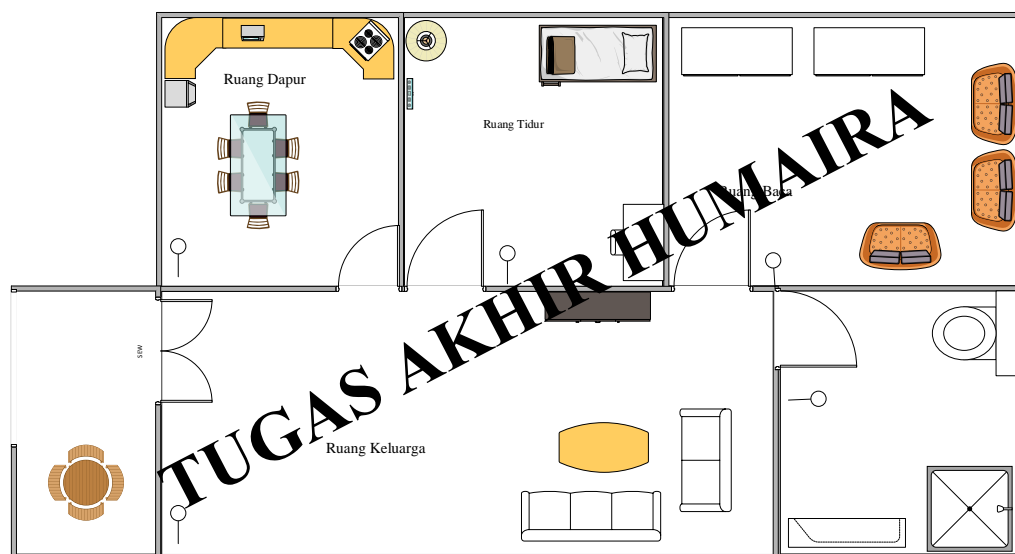 Ruang Dapur
Ruang Tidur
Ruang Baca
TUGAS AKHIR HUMAIRA
Ruang Keluarga